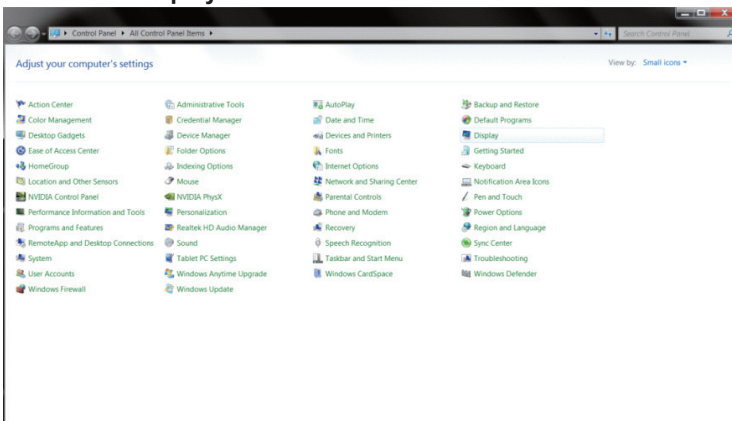 Control Panel ▸ All Control Panel Items ▸
Search Control Panel
Adjust your computer's settings
View by: Small icons
Action Center
Administrative Tools
AutoPlay
Backup and Restore
Color Management
Credential Manager
Date and Time
Default Programs
Desktop Gadgets
Device Manager
Devices and Printers
Display
Ease of Access Center
Folder Options
Fonts
Getting Started
HomeGroup
Indexing Options
Internet Options
Keyboard
Location and Other Sensors
Mouse
Network and Sharing Center
Notification Area Icons
NVIDIA Control Panel
NVIDIA PhysX
Parental Controls
Pen and Touch
Performance Information and Tools
Personalization
Phone and Modem
Power Options
Programs and Features
Realtek HD Audio Manager
Recovery
Region and Language
RemoteApp and Desktop Connections
Sound
Speech Recognition
Sync Center
System
Tablet PC Settings
Taskbar and Start Menu
Troubleshooting
User Accounts
Windows Anytime Upgrade
Windows CardSpace
Windows Defender
Windows Firewall
Windows Update